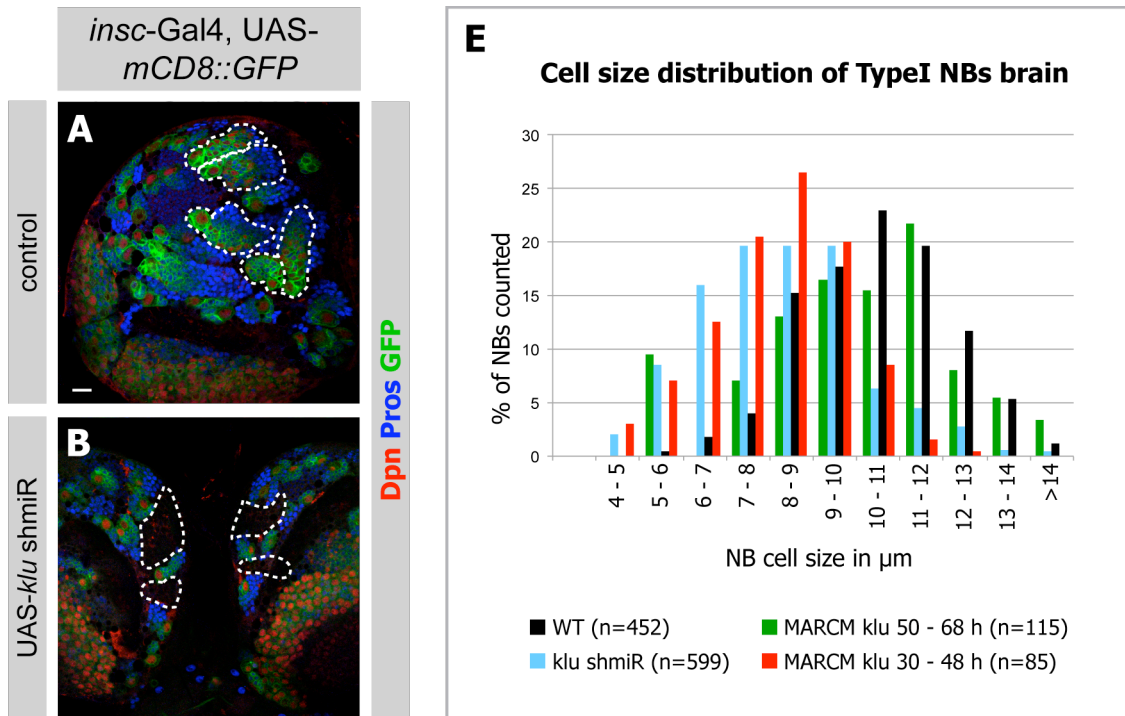 insc-Gal4, UAS-
mCD8::GFP
control
A
UAS-klu shmiR
B
Dpn Pros GFP
E
Cell size distribution of TypeI NBs brain
% of NBs counted
30
25
20
15
10
5
0
4 - 5
5 - 6
6 - 7
7 - 8
8 - 9
9 - 10
10 - 11
11 - 12
12 - 13
13 - 14
>14
NB cell size in µm
WT (n=452)
MARCM klu 50 - 68 h (n=115)
klu shmiR (n=599)
MARCM klu 30 - 48 h (n=85)